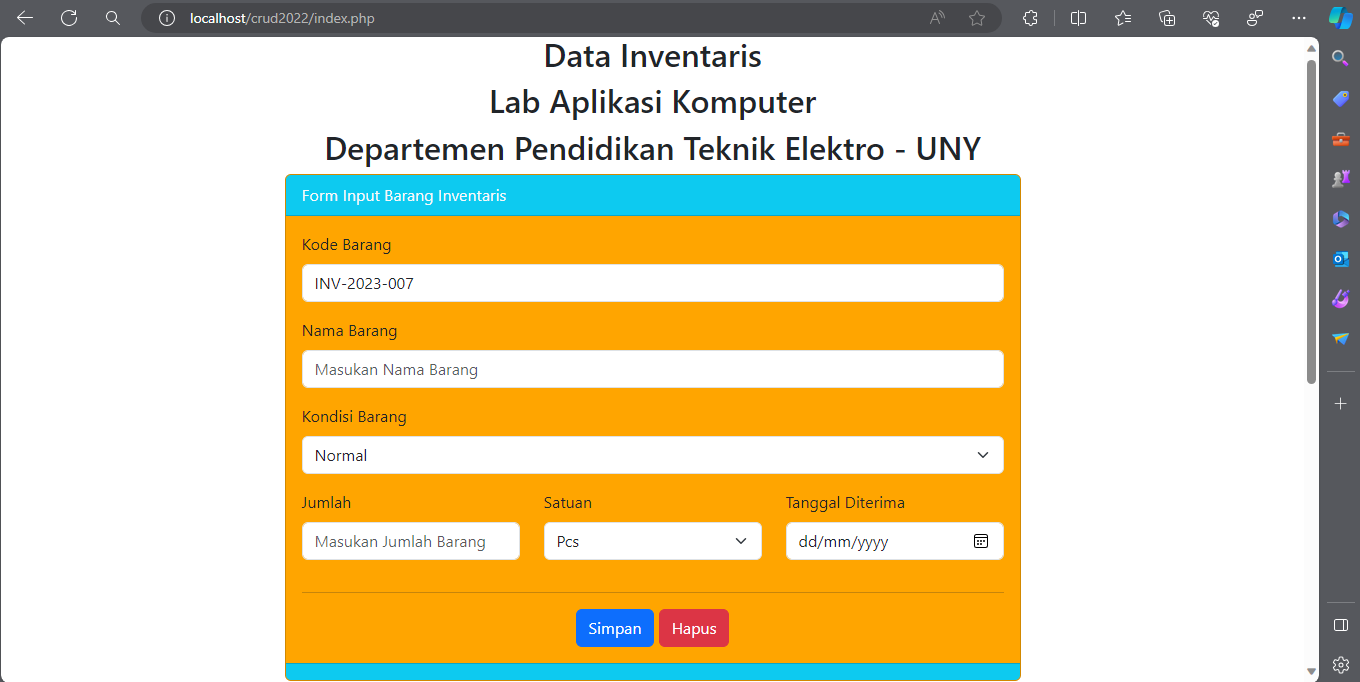 localhost/crud2022/index.php
Data Inventaris
Lab Aplikasi Komputer
Departemen Pendidikan Teknik Elektro - UNY
Form Input Barang Inventaris
Kode Barang
INV-2023-007
Nama Barang
Masukan Nama Barang
Kondisi Barang
Normal
Jumlah Satuan Tanggal Diterima
Masukan Jumlah Barang Pcs dd/mm/yyyy
Simpan Hapus